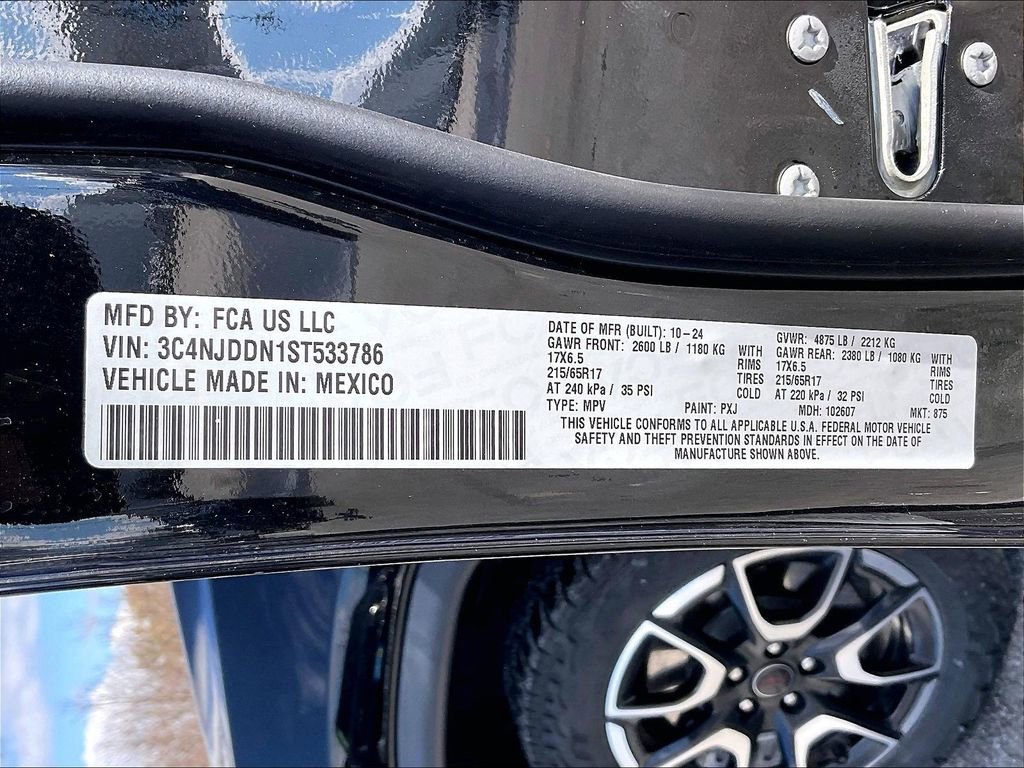 MFD BY: FCA US LLC
VIN: 3C4NJDDN1ST533786
VEHICLE MADE IN: MEXICO
DATE OF MFR (BUILT): 10-24
GVWR: 4875 LB / 2212 KG
GAWR FRONT: 2600 LB / 1180 KG WITH
17X6.5 RIMS
215/65R17 TIRES
AT 240 kPa / 35 PSI COLD
GAWR REAR: 2380 LB / 1080 KG WITH
17X6.5 RIMS
215/65R17 TIRES
AT 220 kPa / 32 PSI COLD
TYPE: MPV PAINT: PXJ MDH: 102607 MKT: 875
THIS VEHICLE CONFORMS TO ALL APPLICABLE U.S.A. FEDERAL MOTOR VEHICLE
SAFETY AND THEFT PREVENTION STANDARDS IN EFFECT ON THE DATE OF
MANUFACTURE SHOWN ABOVE.